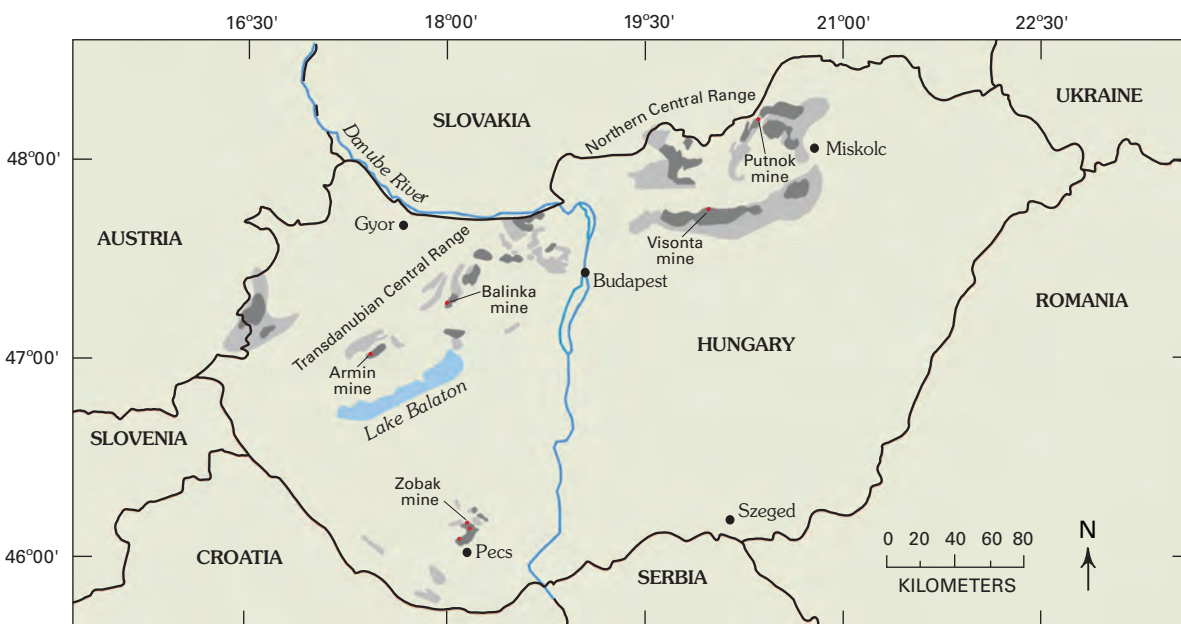 16°30' 18°00' 19°30' 21°00' 22°30'
UKRAINE
SLOVAKIA
Northern Central Range
Danube River
48°00'
Putnok
mine
Miskolc
Gyor
AUSTRIA
Visonta
mine
Transdanubian Central Range
Budapest
Balinka
mine
ROMANIA
HUNGARY
47°00'
Armin
mine
Lake Balaton
SLOVENIA
Zobak
mine
Szeged
46°00'
Pecs
CROATIA
SERBIA
0 20 40 60 80
KILOMETERS
N